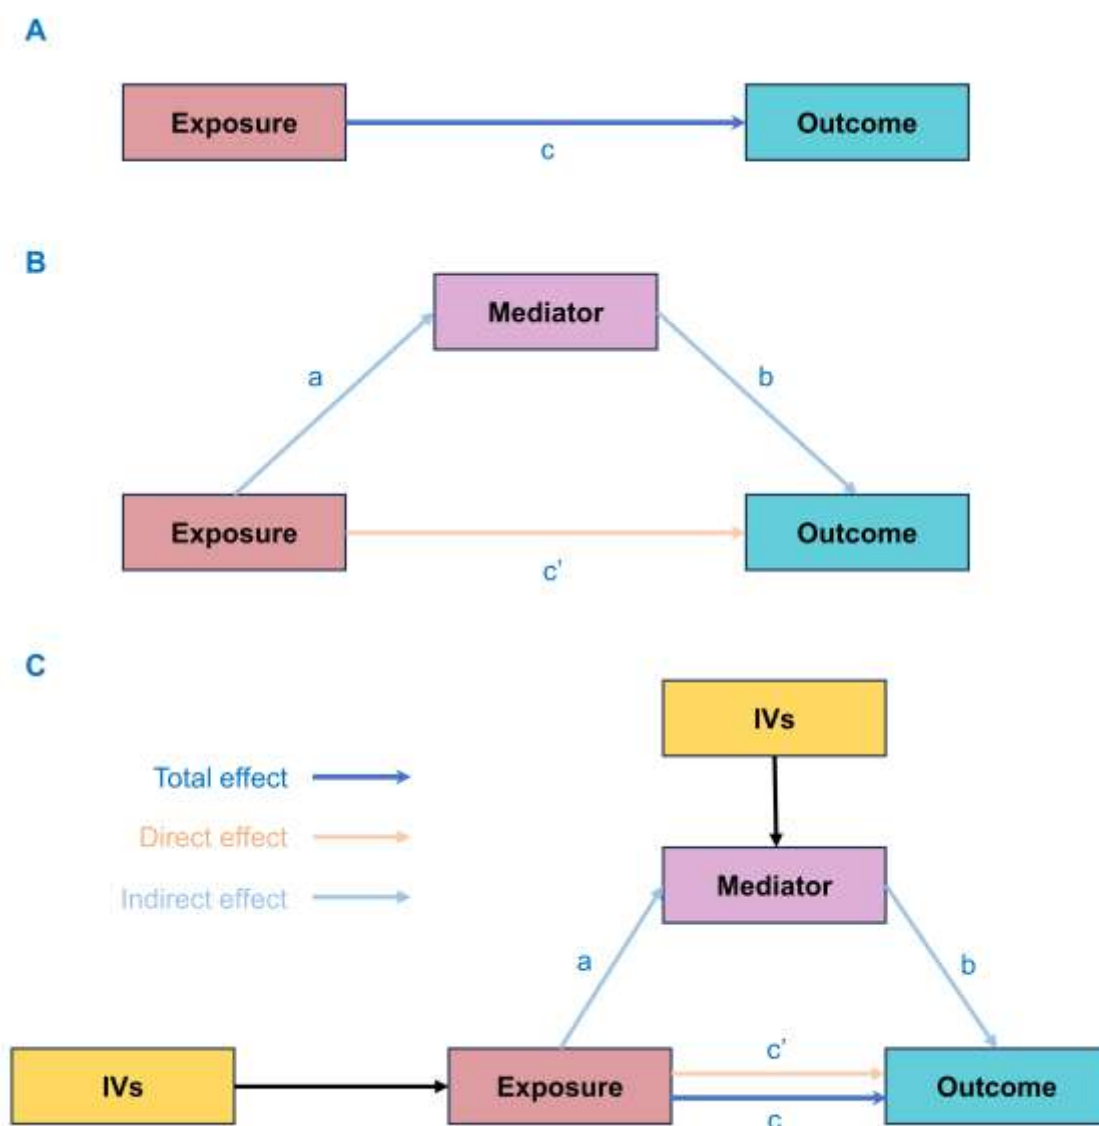 A
Exposure
Outcome
c
B
Mediator
a
b
Exposure
Outcome
c’
C
IVs
Total effect
Direct effect
Indirect effect
Mediator
a
b
c’
IVs
Exposure
Outcome
c